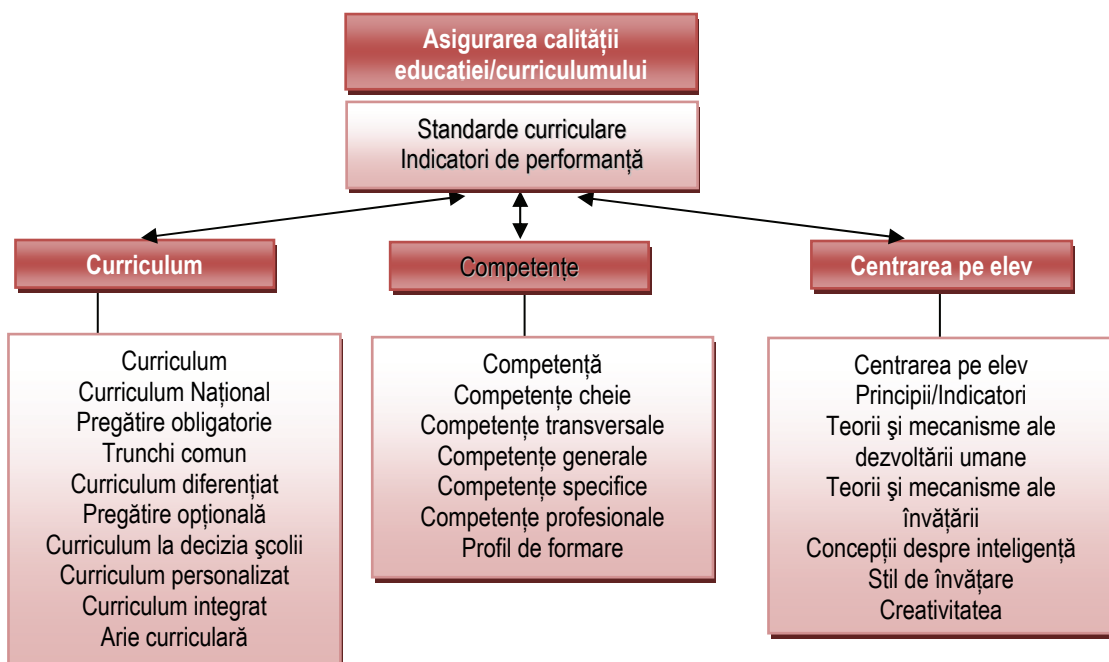 Asigurarea calității
educatiei/curriculumului
Standarde curriculare
Indicatori de performanță
Curriculum
Competențe
Centrarea pe elev
Curriculum
Curriculum Național
Pregătire obligatorie
Trunchi comun
Curriculum diferențiat
Pregătire opțională
Curriculum la decizia şcolii
Curriculum personalizat
Curriculum integrat
Arie curriculară
Competență
Competențe cheie
Competențe transversale
Competențe generale
Competențe specifice
Competențe profesionale
Profil de formare
Centrarea pe elev
Principii/Indicatori
Teorii şi mecanisme ale
dezvoltării umane
Teorii şi mecanisme ale
învățării
Concepții despre inteligență
Stil de învățare
Creativitatea